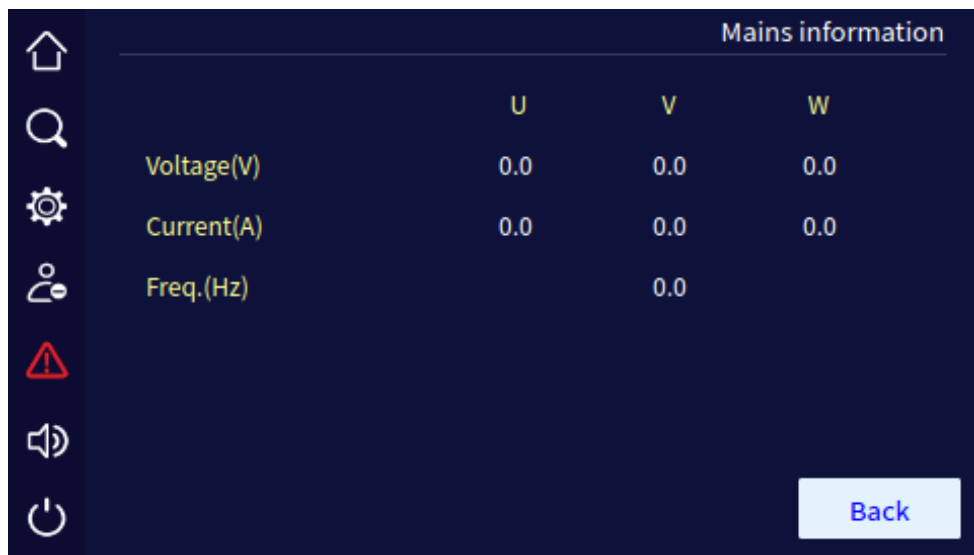 Mains information
U V W
Voltage(V) 0.0 0.0 0.0
Current(A) 0.0 0.0 0.0
Freq.(Hz) 0.0
Back